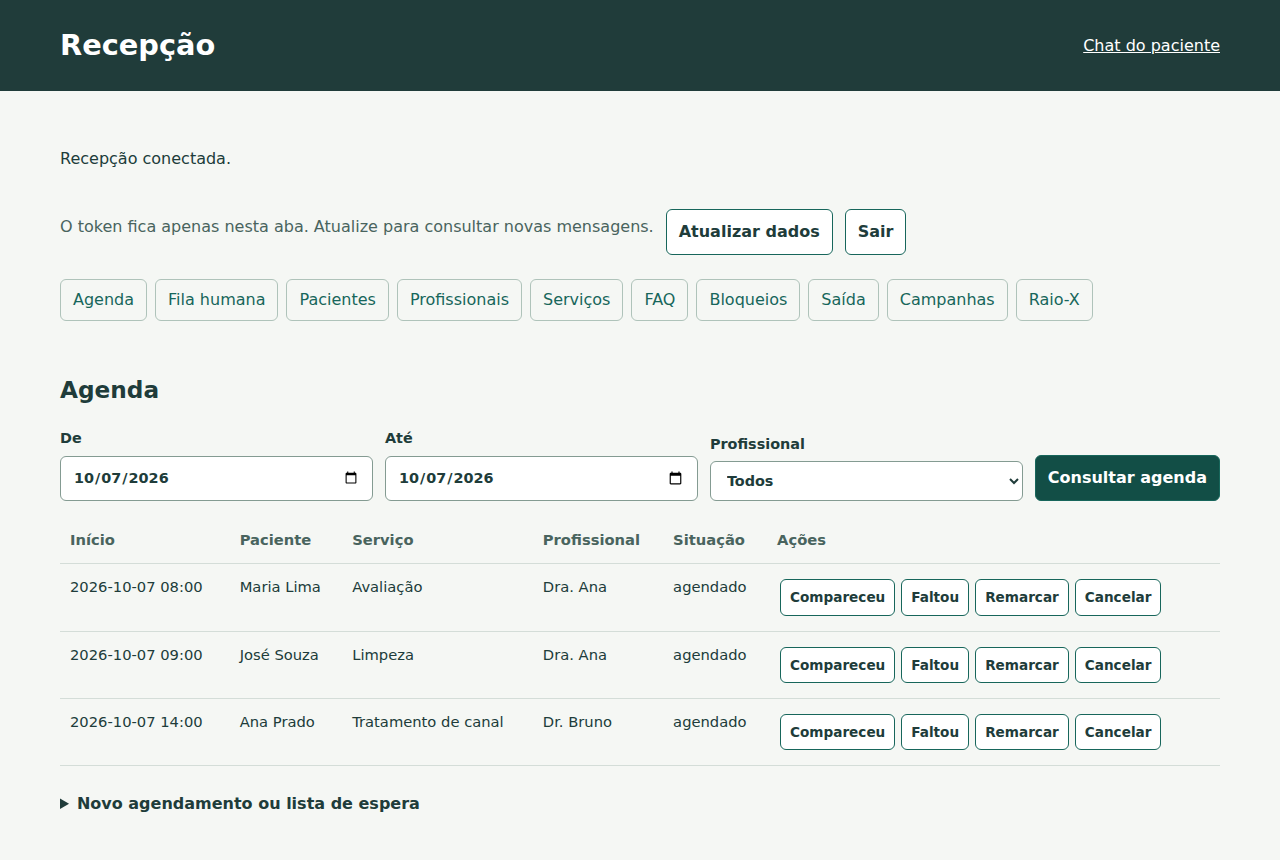 Recepção
Chat do paciente
Recepção conectada.
O token fica apenas nesta aba. Atualize para consultar novas mensagens. Atualizar dados Sair
Agenda Fila humana Pacientes Profissionais Serviços FAQ Bloqueios Saída Campanhas Raio-X
Agenda
De Até Profissional
10/07/2026 10/07/2026 Todos Consultar agenda
Início Paciente Serviço Profissional Situação Ações
2026-10-07 08:00 Maria Lima Avaliação Dra. Ana agendado Compareceu Faltou Remarcar Cancelar
2026-10-07 09:00 José Souza Limpeza Dra. Ana agendado Compareceu Faltou Remarcar Cancelar
2026-10-07 14:00 Ana Prado Tratamento de canal Dr. Bruno agendado Compareceu Faltou Remarcar Cancelar
Novo agendamento ou lista de espera